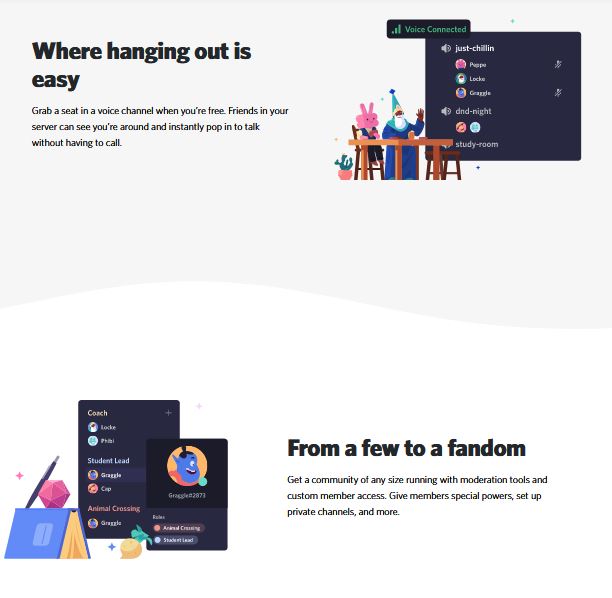 Where hanging out is
easy
Grab a seat in a voice channel when you're free. Friends in your
server can see you're around and instantly pop in to talk
without having to call.
Voice Connected
just-chillin
Peppe
Locke
Graggle
dnd-night
study-room
Coach
Locke
Phibi
Student Lead
Graggle
Cap
Animal Crossing
Graggle
Graggle#2873
Roles
Animal Crossing
Student Lead
From a few to a fandom
Get a community of any size running with moderation tools and
custom member access. Give members special powers, set up
private channels, and more.